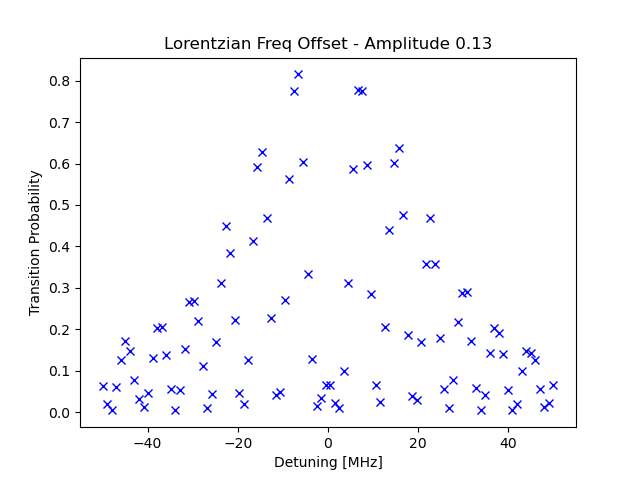 Lorentzian Freq Offset - Amplitude 0.13
Transition Probability
0.8
0.7
0.6
0.5
0.4
0.3
0.2
0.1
0.0
−40 −20 0 20 40
Detuning [MHz]